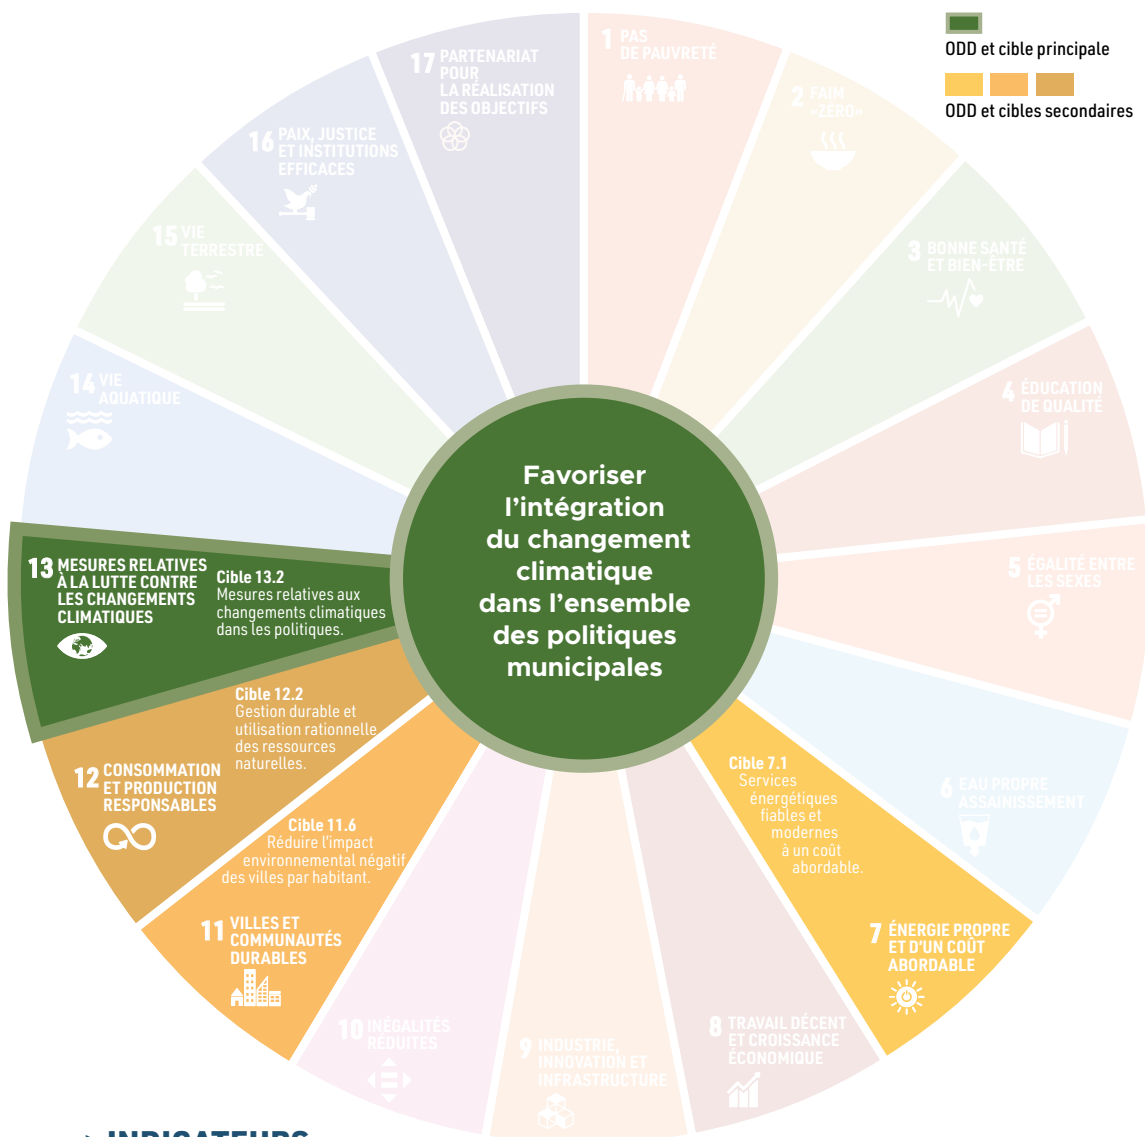 ODD et cible principale
ODD et cibles secondaires
1 PAS
DE PAUVRETÉ
2 FAIM
«ZÉRO»
3 BONNE SANTÉ
ET BIEN-ÊTRE
4 ÉDUCATION
DE QUALITÉ
5 ÉGALITÉ ENTRE
LES SEXES
6 EAU PROPRE
ASSAINISSEMENT
Cible 7.1
Services
énergétiques
fiables et
modernes
à un coût
abordable.
7 ÉNERGIE PROPRE
ET D'UN COÛT
ABORDABLE
8 TRAVAIL DÉCENT
ET CROISSANCE
ÉCONOMIQUE
9 INDUSTRIE,
INNOVATION ET
INFRASTRUCTURE
10 INÉGALITÉS
RÉDUITES
Cible 11.6
Réduire l'impact
environnemental négatif
des villes par habitant.
11 VILLES ET
COMMUNAUTÉS
DURABLES
Cible 12.2
Gestion durable et
utilisation rationnelle
des ressources
naturelles.
12 CONSOMMATION
ET PRODUCTION
RESPONSABLES
13 MESURES RELATIVES
À LA LUTTE CONTRE
LES CHANGEMENTS
CLIMATIQUES
Cible 13.2
Mesures relatives aux
changements climatiques
dans les politiques.
14 VIE
AQUATIQUE
15 VIE
TERRESTRE
16 PAIX, JUSTICE
ET INSTITUTIONS
EFFICACES
17 PARTENARIAT
POUR
LA RÉALISATION
DES OBJECTIFS
Favoriser
l'intégration
du changement
climatique
dans l'ensemble
des politiques
municipales
INDICATEURS